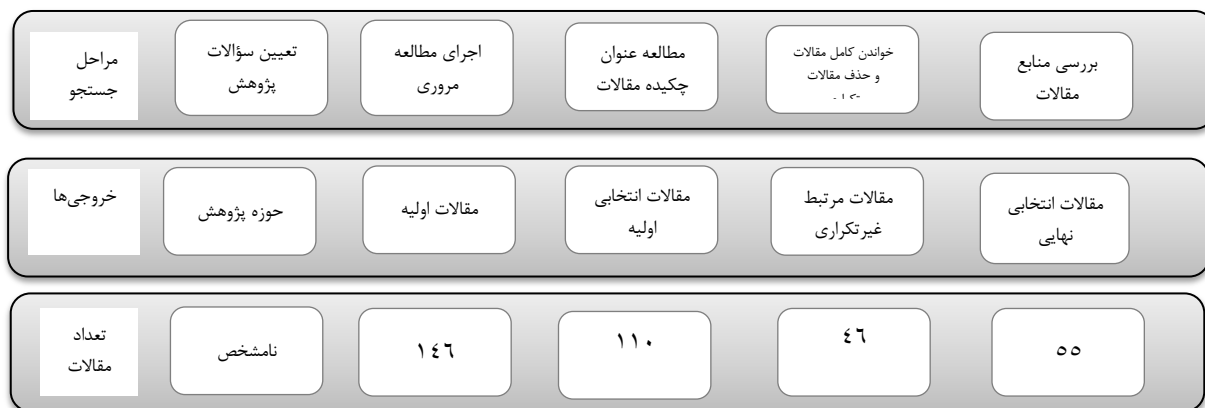 مراحل
جستجو
تعیین سؤالات
پژوهش
اجرای مطالعه
مروری
مطالعه عنوان
چکیده مقالات
خواندن کامل مقالات
و حذف مقالات
بررسی منابع
مقالات
خروجی‌ها
حوزه پژوهش
مقالات اولیه
مقالات انتخابی
اولیه
مقالات مرتبط
غیرتکراری
مقالات انتخابی
نهایی
تعداد
مقالات
نامشخص
١٤٦
١١٠
٤٦
٥٥